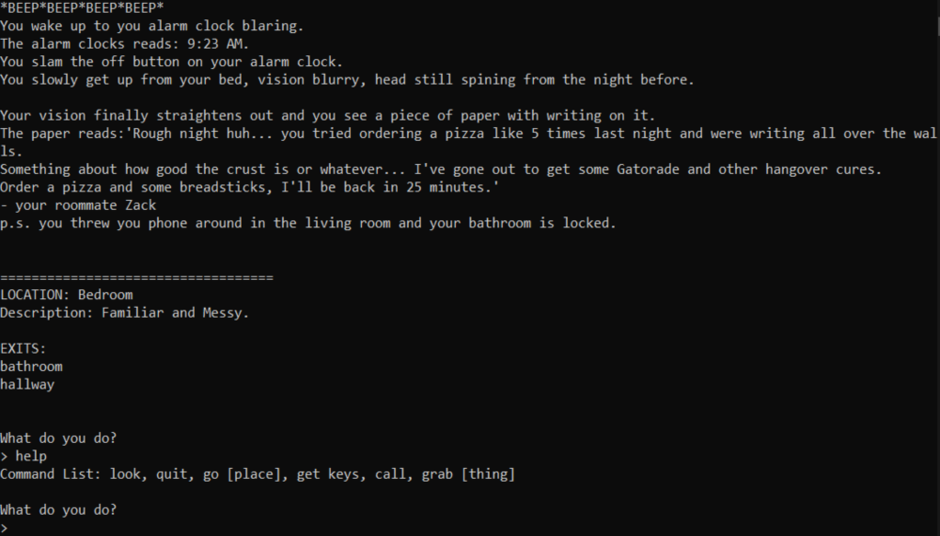 *BEEP*BEEP*BEEP*BEEP*
You wake up to you alarm clock blaring.
The alarm clocks reads: 9:23 AM.
You slam the off button on your alarm clock.
You slowly get up from your bed, vision blurry, head still spining from the night before.
Your vision finally straightens out and you see a piece of paper with writing on it.
The paper reads:'Rough night huh... you tried ordering a pizza like 5 times last night and were writing all over the wal
ls.
Something about how good the crust is or whatever... I've gone out to get some Gatorade and other hangover cures.
Order a pizza and some breadsticks, I'll be back in 25 minutes.'
- your roommate Zack
p.s. you threw you phone around in the living room and your bathroom is locked.
===================================
LOCATION: Bedroom
Description: Familiar and Messy.
EXITS:
bathroom
hallway
What do you do?
> help
Command List: look, quit, go [place], get keys, call, grab [thing]
What do you do?
>